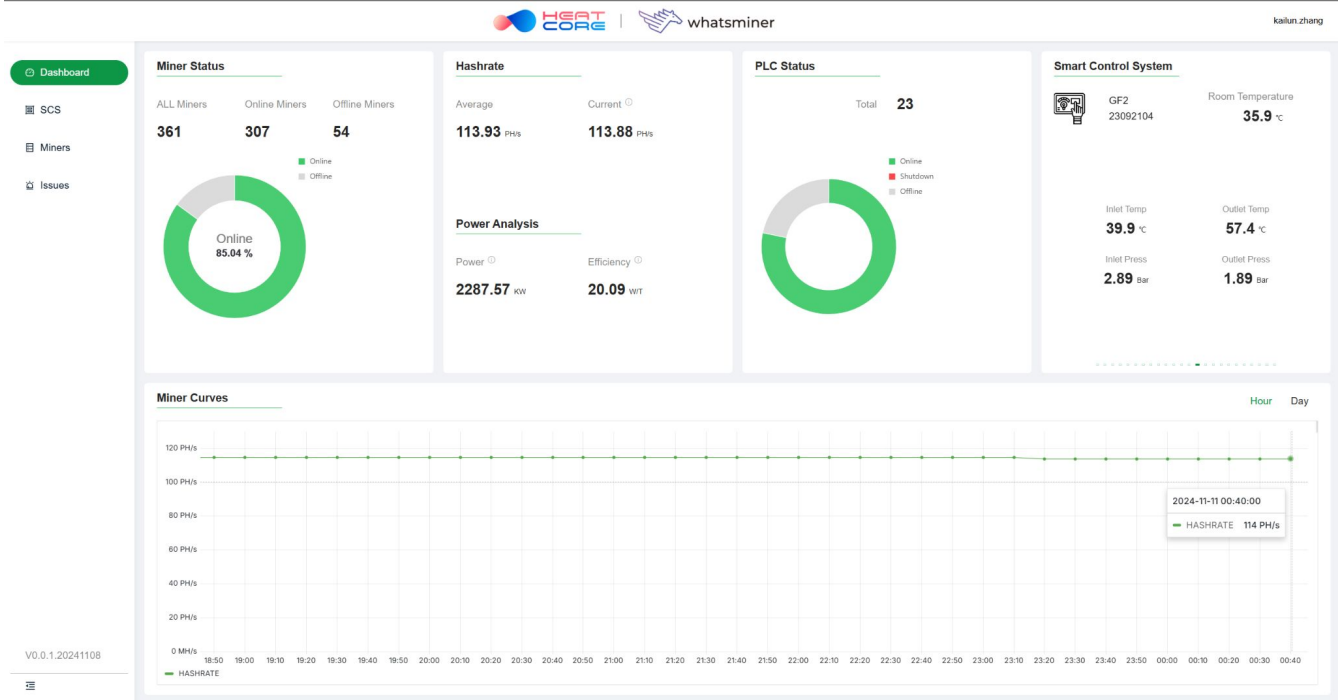 HEAT CORE | whatsminer
kailun.zhang
Dashboard
SCS
Miners
Issues
V0.0.1.20241108
Miner Status
ALL Miners Online Miners Offline Miners
361 307 54
Online
Offline
Online
85.04 %
Hashrate
Average Current
113.93 PH/s 113.88 PH/s
Power Analysis
Power Efficiency
2287.57 KW 20.09 W/T
PLC Status
Total 23
Online
Shutdown
Offline
Smart Control System
GF2
23092104
Room Temperature
35.9 ℃
Inlet Temp Outlet Temp
39.9 ℃ 57.4 ℃
Inlet Press Outlet Press
2.89 Bar 1.89 Bar
Miner Curves
Hour Day
120 PH/s
100 PH/s
80 PH/s
60 PH/s
40 PH/s
20 PH/s
0 MH/s
2024-11-11 00:40:00
HASHRATE 114 PH/s
18:50 19:00 19:10 19:20 19:30 19:40 19:50 20:00 20:10 20:20 20:30 20:40 20:50 21:00 21:10 21:20 21:30 21:40 21:50 22:00 22:10 22:20 22:30 22:40 22:50 23:00 23:10 23:20 23:30 23:40 23:50 00:00 00:10 00:20 00:30 00:40
HASHRATE